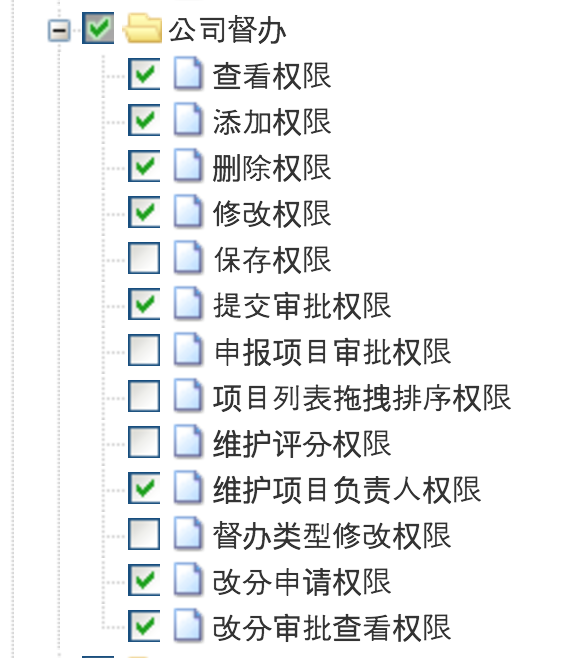 公司督办
查看权限
添加权限
删除权限
修改权限
保存权限
提交审批权限
申报项目审批权限
项目列表拖拽排序权限
维护评分权限
维护项目负责人权限
督办类型修改权限
改分申请权限
改分审批查看权限